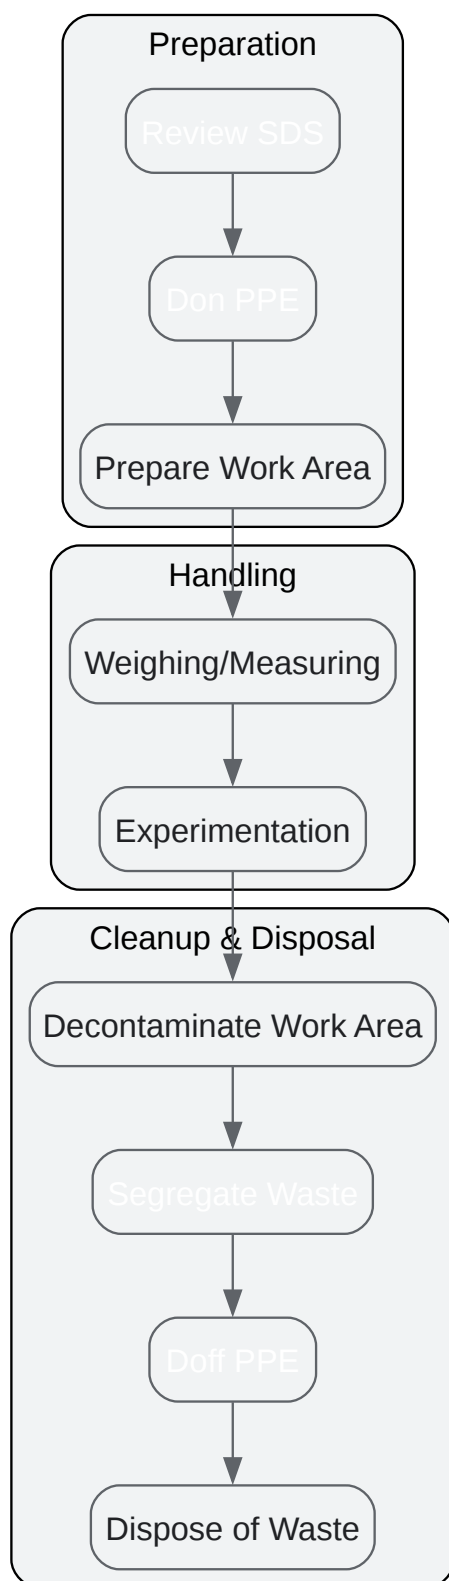 Preparation
Review SDS
Don PPE
Prepare Work Area
Handling
Weighing/Measuring
Experimentation
Cleanup & Disposal
Decontaminate Work Area
Segregate Waste
Doff PPE
Dispose of Waste